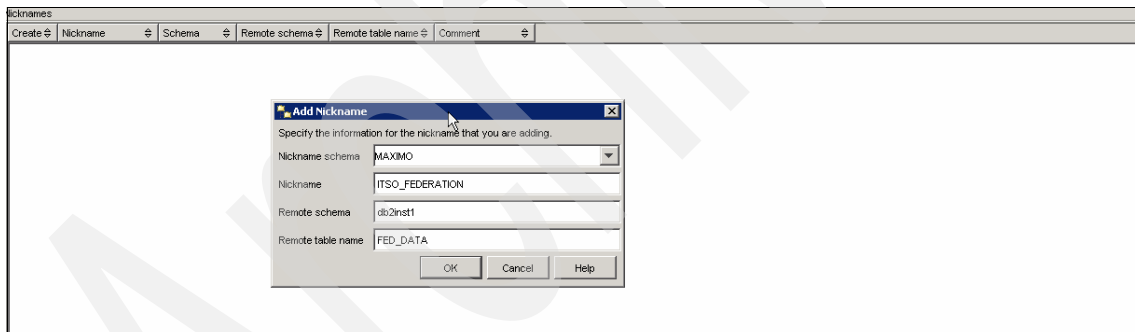 Nicknames
Create Nickname Schema Remote schema Remote table name Comment
Add Nickname
Specify the information for the nickname that you are adding.
Nickname schema MAXIMO
Nickname ITSO_FEDERATION
Remote schema db2inst1
Remote table name FED_DATA
OK Cancel Help